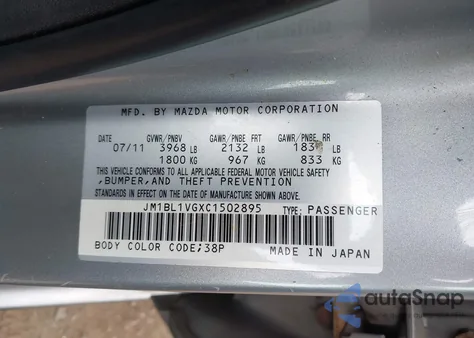 MFD. BY MAZDA MOTOR CORPORATION
GVWR/PNBV GAWR/PNBE FRT GAWR/PNBE, RR
07/11 3968 LB 2132 LB LB
1800 KG 967 KG 833 KG
THIS VEHICLE CONFORMS TO ALL APPLICABLE FEDERAL MOTOR VEHICLE SAFETY,
BUMPER, AND THEFT PREVENTION
STANDARDS IN EFFECT ON THE DATE OF MANUFACTURE SHOWN ABOVE.
JM1BL1VGXC1502895 TYPE: PASSENGER
BODY COLOR CODE;38P MADE IN JAPAN
autoSnap